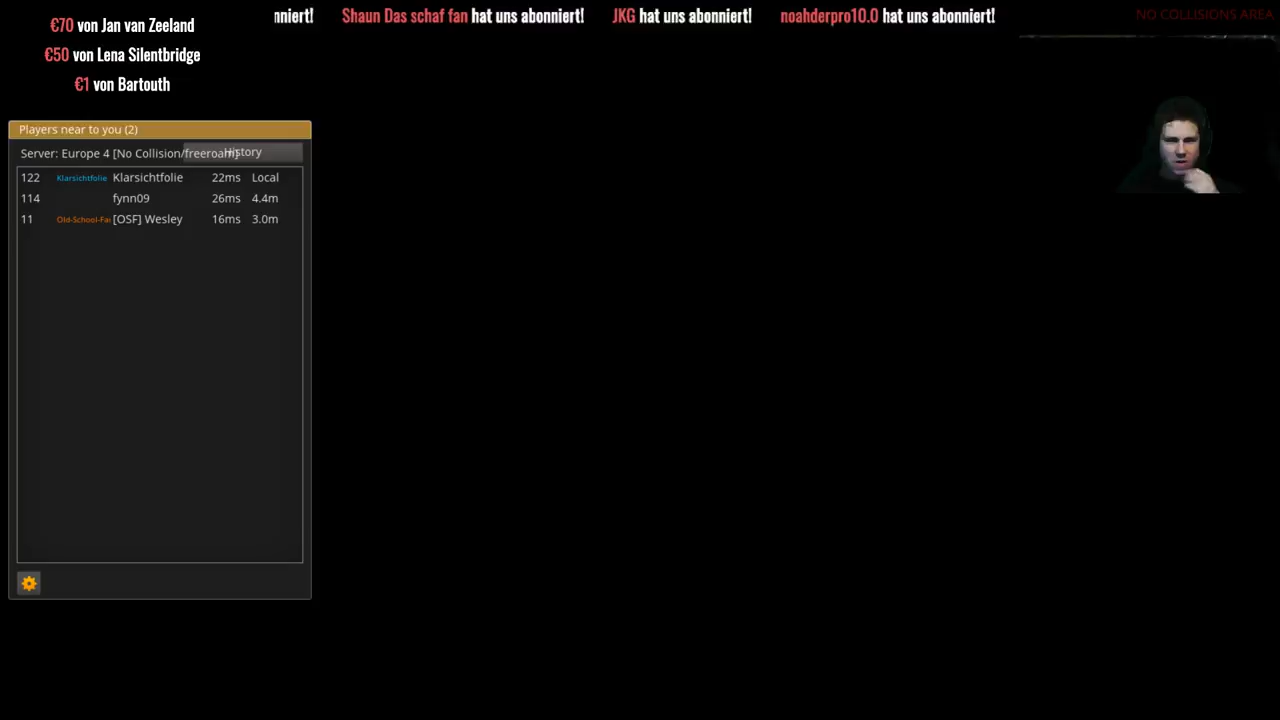 nniert! Shaun Das schaf fan hat uns abonniert! JKG hat uns abonniert! noahderpro10.0 hat uns abonniert! NO COLLISIONS AREA
€70 von Jan van Zeeland
€50 von Lena Silentbridge
€1 von Bartouth
Players near to you (2)
Server: Europe 4 [No Collision/freeroam] History
122 Klarsichtfolie Klarsichtfolie 22ms Local
114 fynn09 26ms 4.4m
11 Old-School-Fa [OSF] Wesley 16ms 3.0m